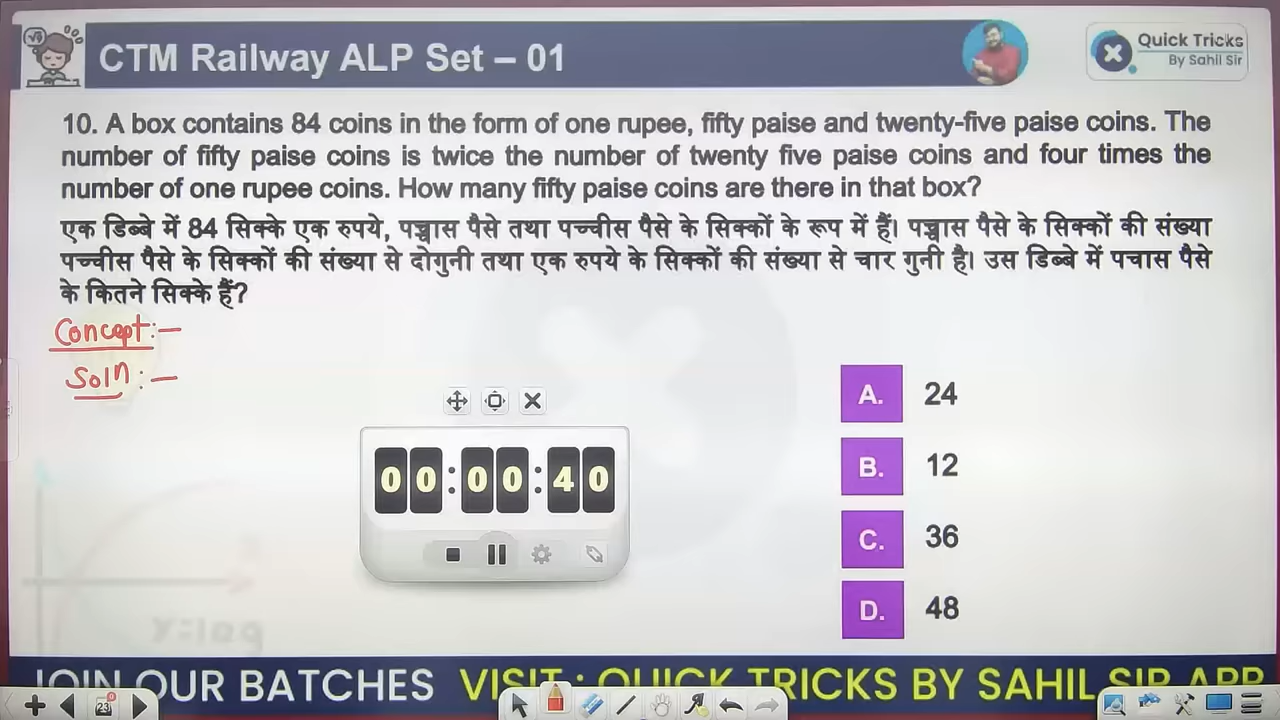 CTM Railway ALP Set – 01
Quick Tricks
By Sahil Sir
10. A box contains 84 coins in the form of one rupee, fifty paise and twenty-five paise coins. The
number of fifty paise coins is twice the number of twenty five paise coins and four times the
number of one rupee coins. How many fifty paise coins are there in that box?
एक डिब्बे में 84 सिक्के एक रुपये, पच्चास पैसे तथा पच्चीस पैसे के सिक्कों के रूप में हैं। पच्चास पैसे के सिक्कों की संख्या
पच्चीस पैसे के सिक्कों की संख्या से दोगुनी तथा एक रुपये के सिक्कों की संख्या से चार गुनी है। उस डिब्बे में पचास पैसे
के कितने सिक्के हैं?
Concept:-
Soln:-
00:00:40
A. 24
B. 12
C. 36
D. 48
y=log
JOIN OUR BATCHES VISIT : QUICK TRICKS BY SAHIL SIR APP
23